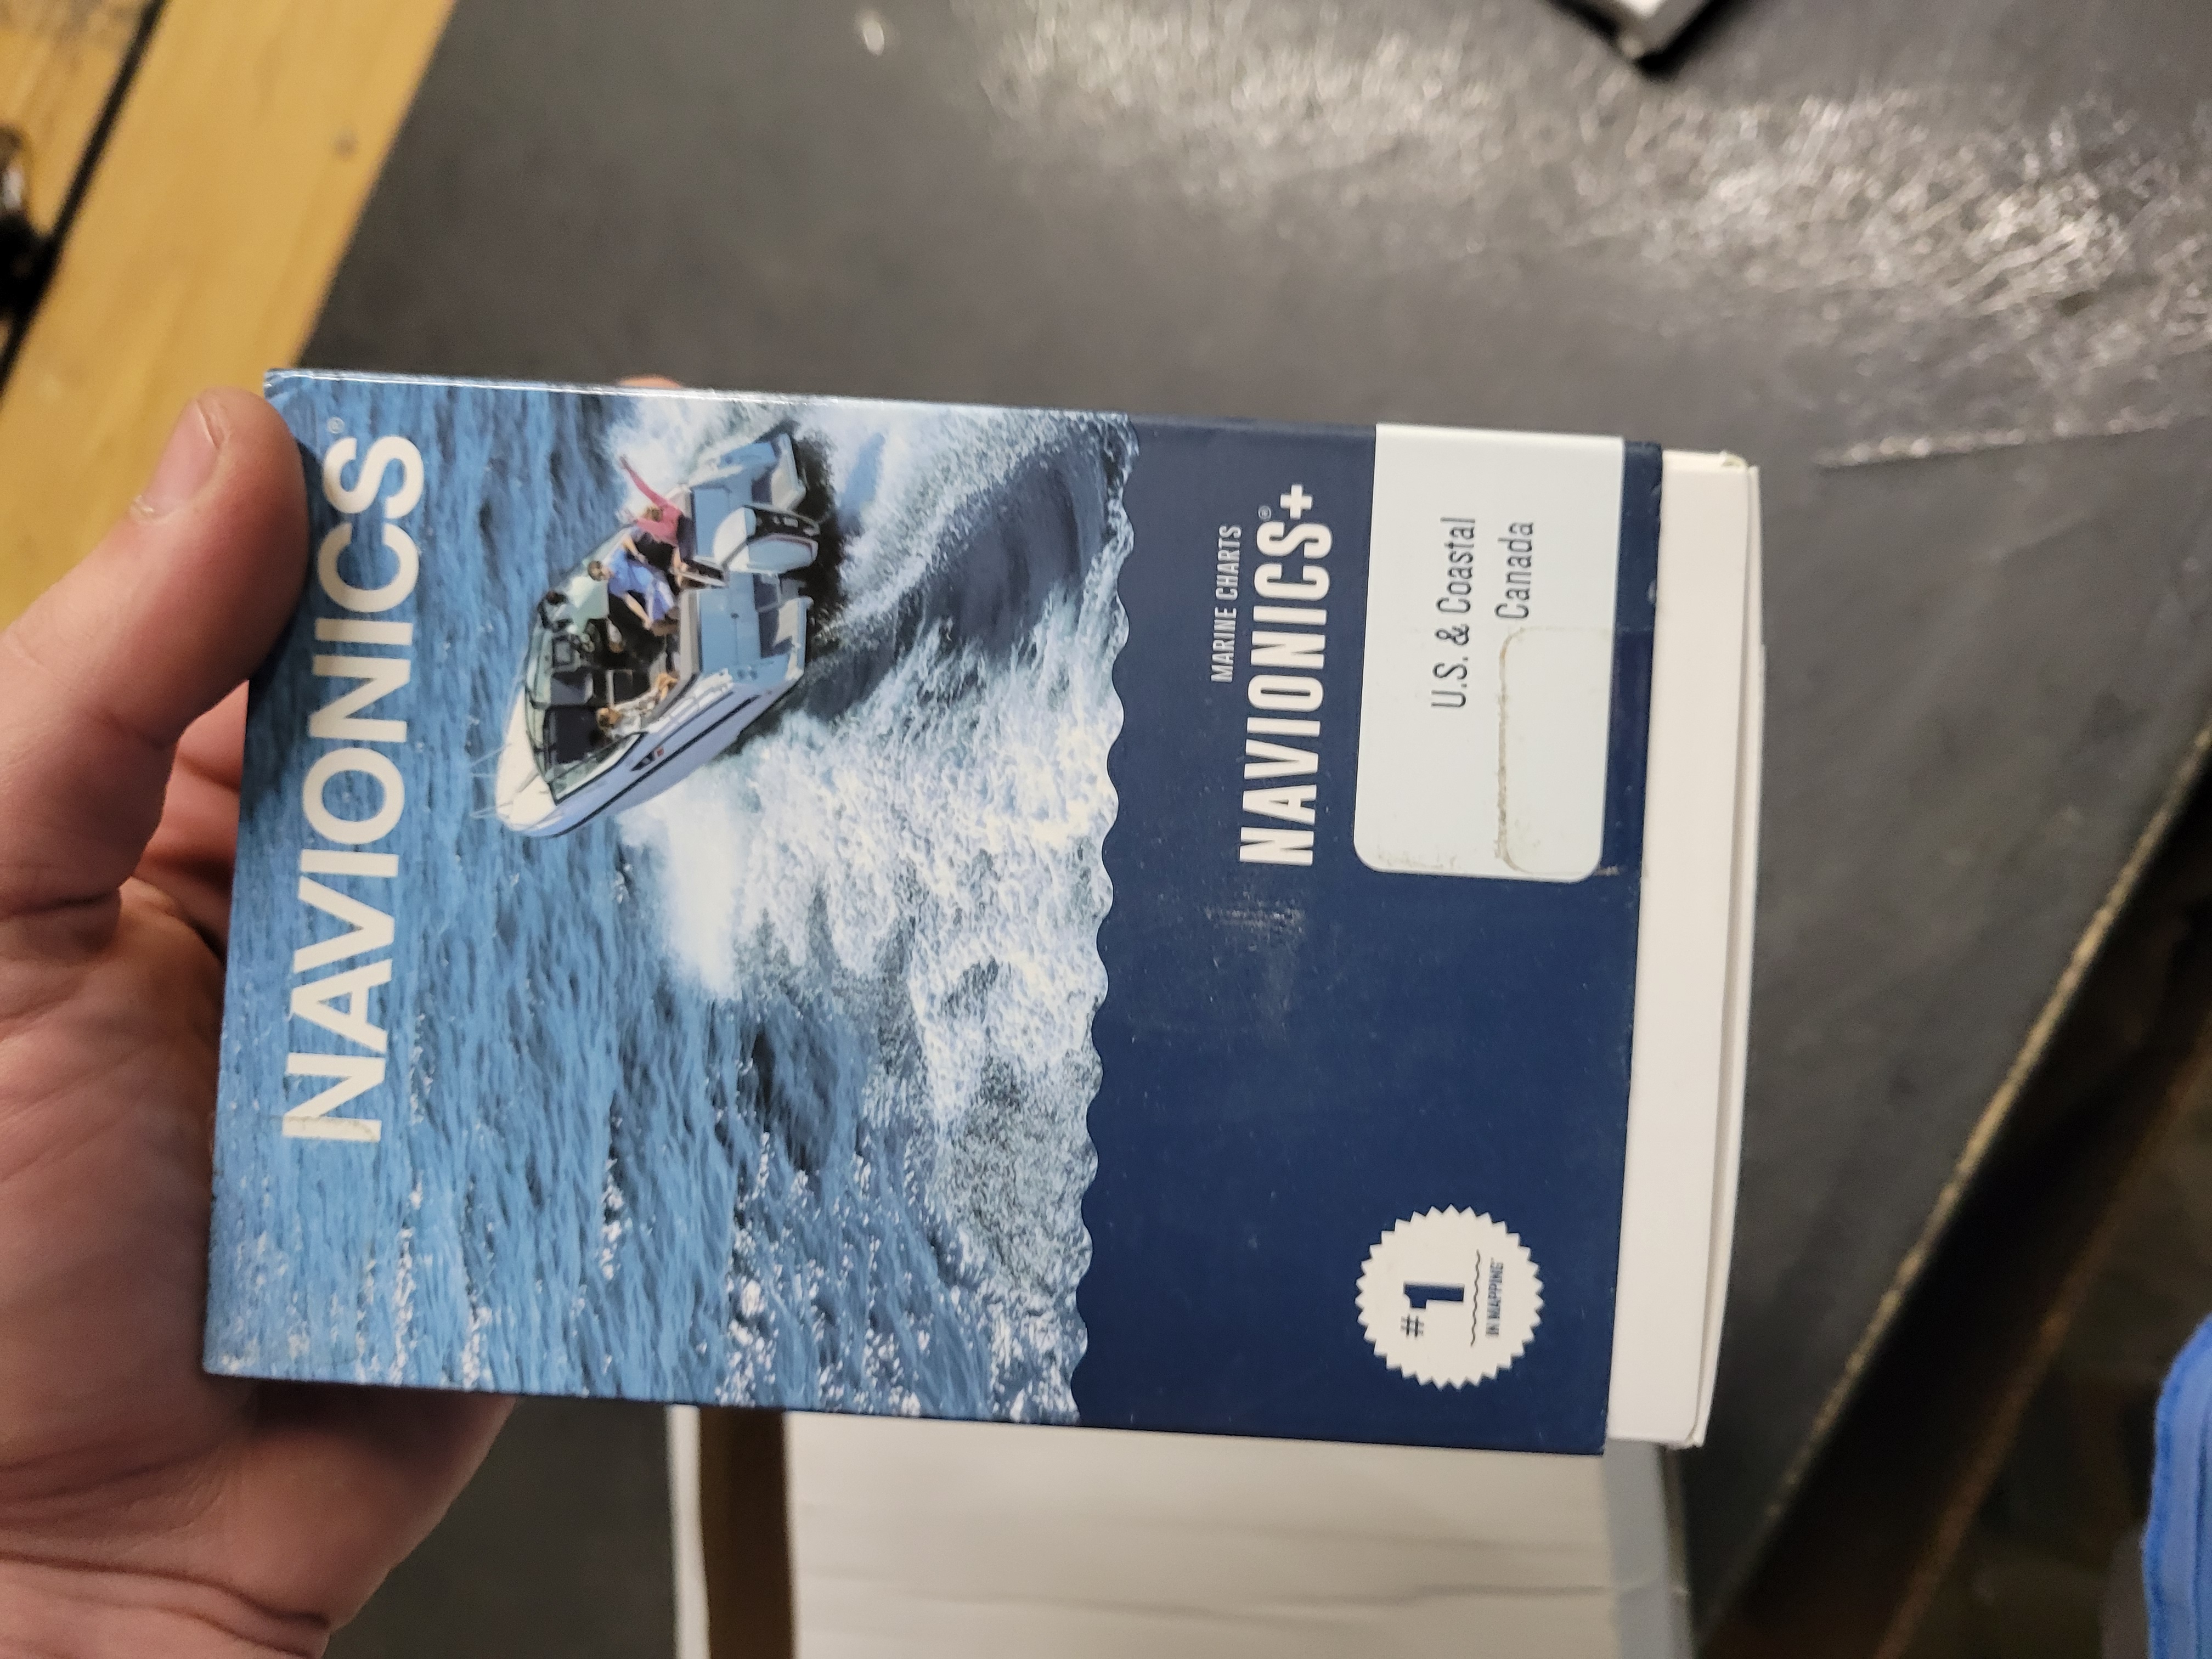 NAVIONICS®
MARINE CHARTS
NAVIONICS®+
U.S. & Coastal
Canada
#1
IN MAPPING